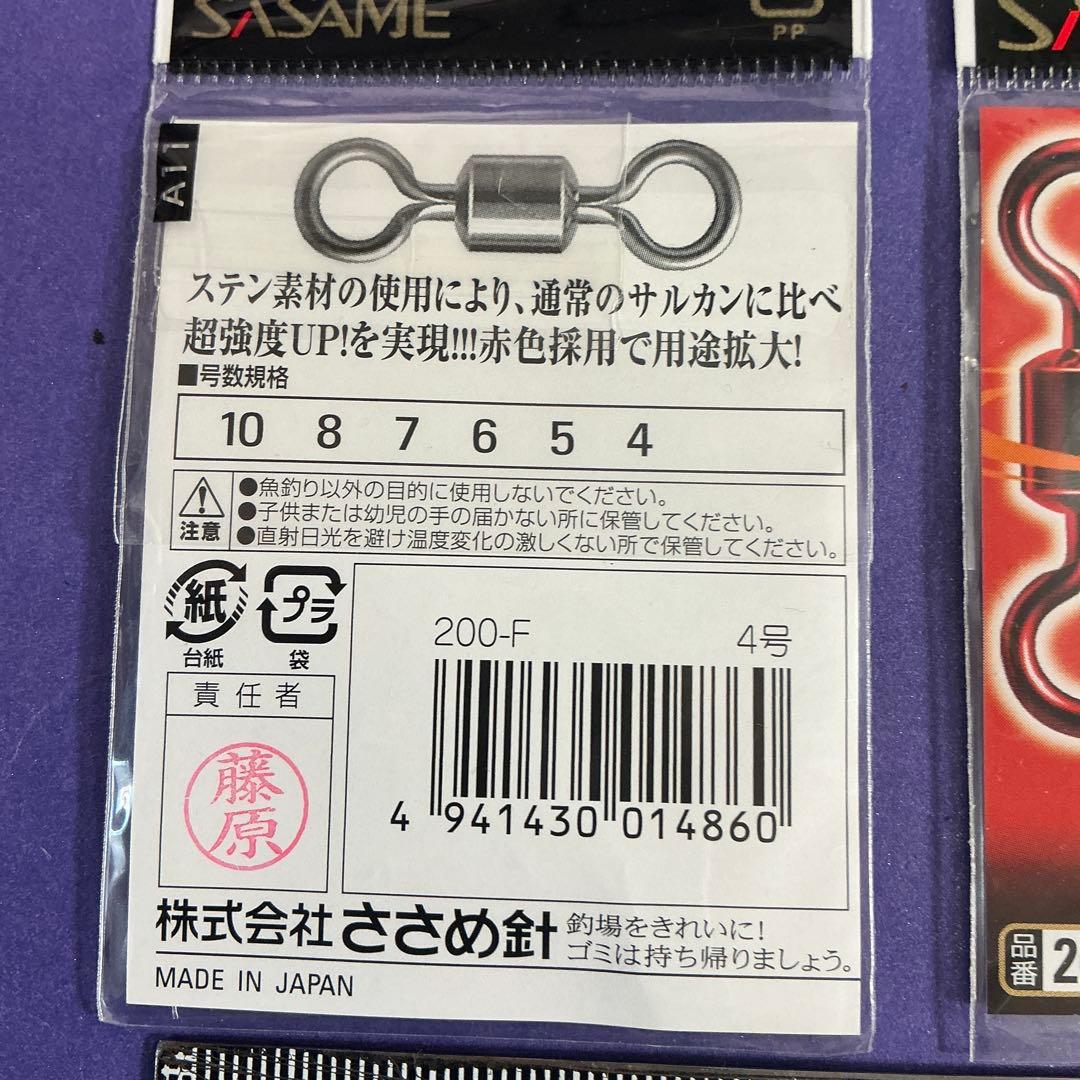 SASAME
PP
A11
ステン素材の使用により、通常のサルカンに比べ
超強度UP!を実現!!!赤色採用で用途拡大!
■号数規格
10 8 7 6 5 4
注意
●魚釣り以外の目的に使用しないでください。
●子供または幼児の手の届かない所に保管してください。
●直射日光を避け温度変化の激しくない所で保管してください。
紙
台紙
プラ
袋
200-F 4号
4 941430 014860
責任者
藤原
株式会社 ささめ針
釣場をきれいに!
ゴミは持ち帰りましょう。
MADE IN JAPAN
品番 2